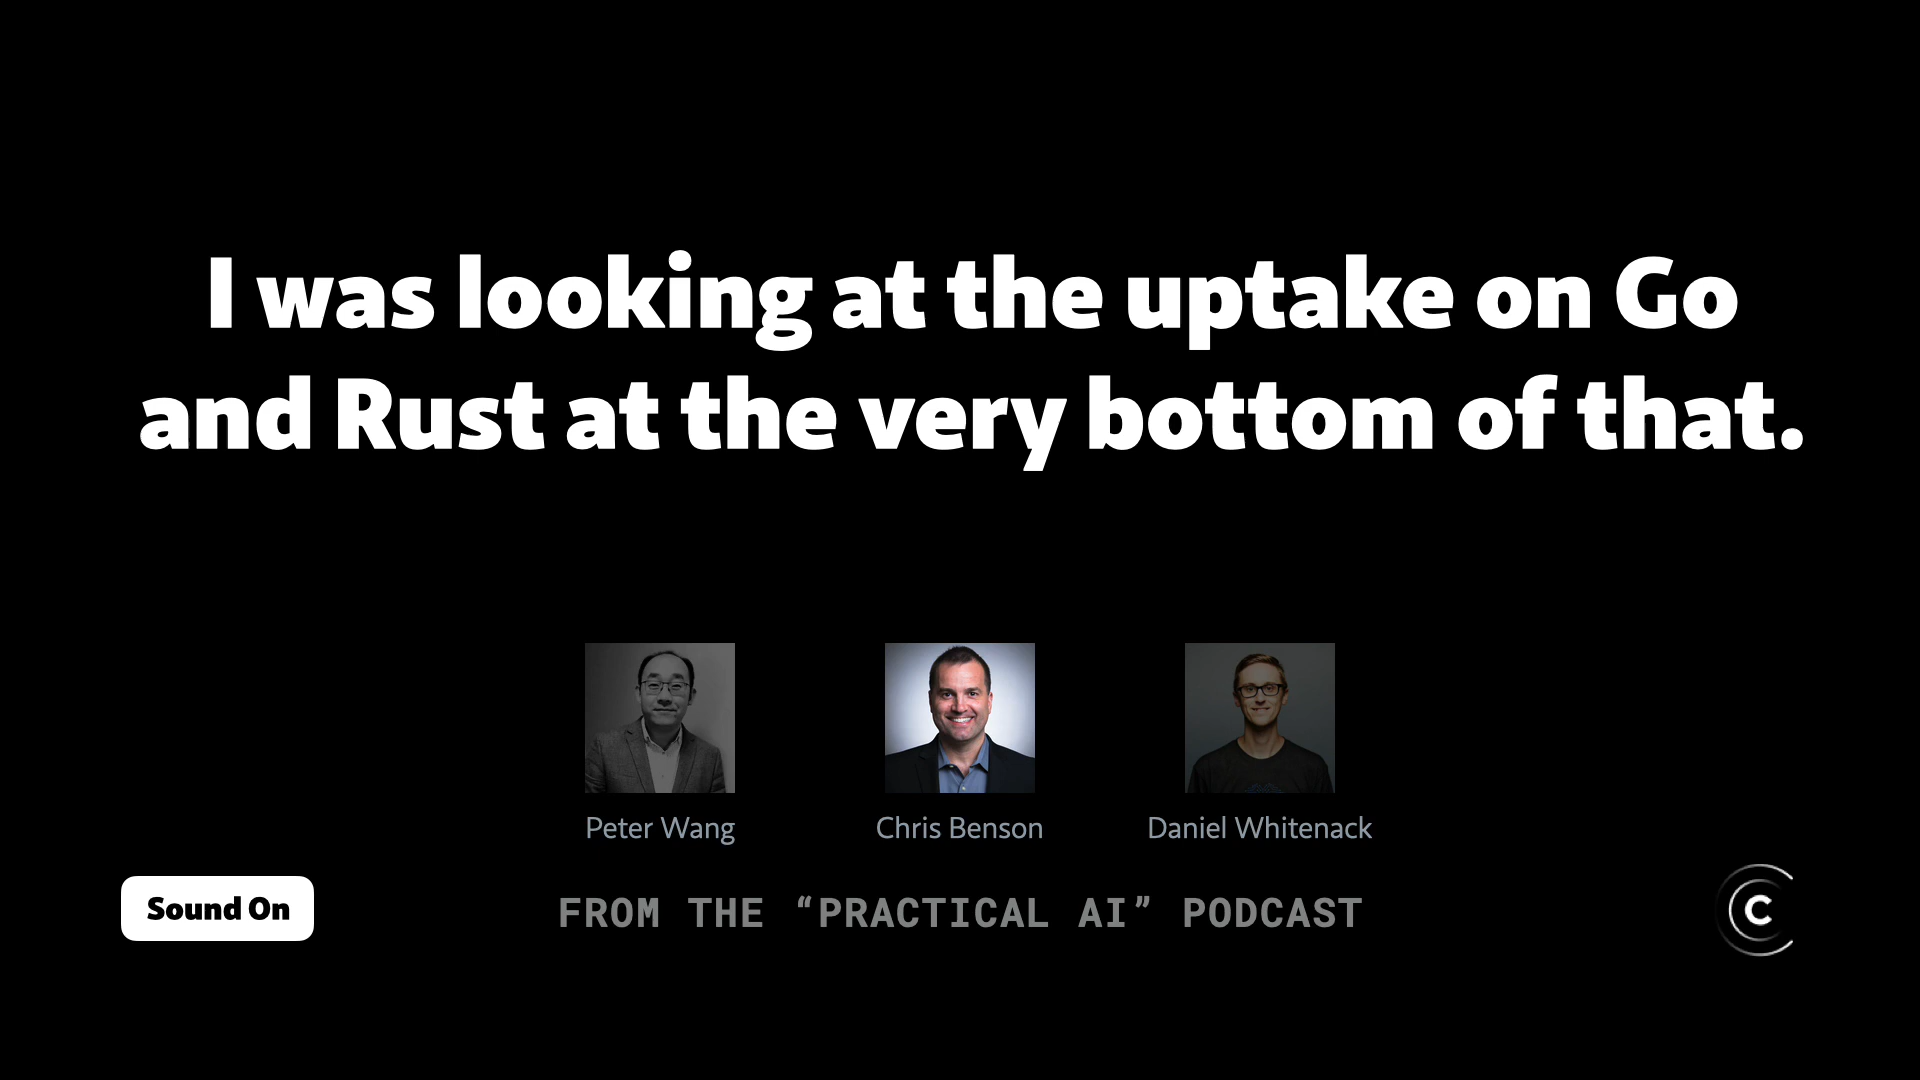 I was looking at the uptake on Go
and Rust at the very bottom of that.
Peter Wang
Chris Benson
Daniel Whitenack
Sound On
FROM THE “PRACTICAL AI” PODCAST
C